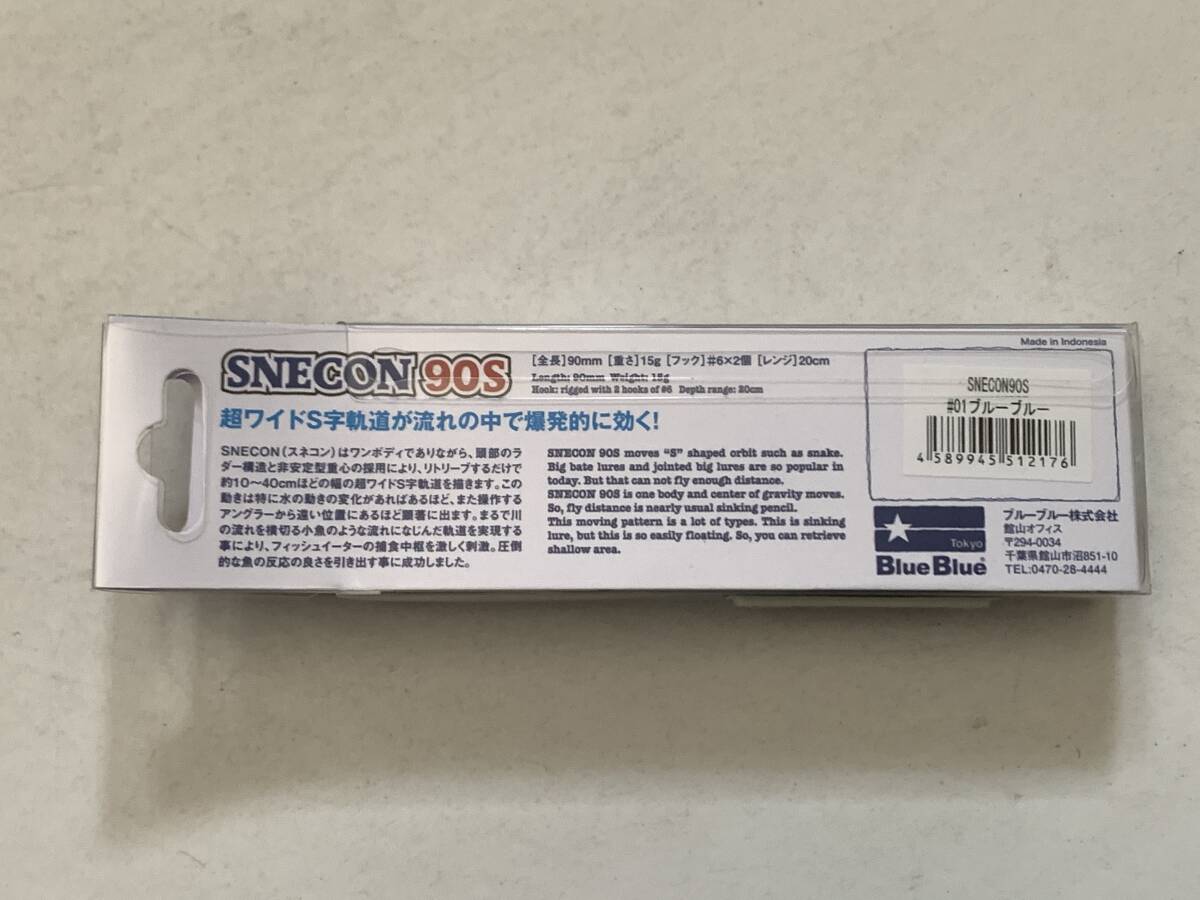 Made in Indonesia
SNECON 90S
[全長]90mm [重さ]15g [フック]#6×2個 [レンジ]20cm
Length: 90mm Weight: 15g
Hook: rigged with 2 hooks of #6 Depth range: 20cm
超ワイドS字軌道が流れの中で爆発的に効く!
SNECON(スネコン)はワンボディでありながら、頭部のラ
ダー構造と非安定型重心の採用により、リトリーブするだけで
約10〜40cmほどの幅の超ワイドS字軌道を描きます。この
動きは特に水の動きの変化があればあるほど、また操作する
アングラーから遠い位置にあるほど顕著に出ます。まるで川
の流れを横切る小魚のような流れになじんだ軌道を実現する
事により、フィッシュイーターの捕食中枢を激しく刺激。圧倒
的な魚の反応の良さを引き出す事に成功しました。
SNECON 90S moves "S" shaped orbit such as snake.
Big bate lures and jointed big lures are so popular in
today. But that can not fly enough distance.
SNECON 90S is one body and center of gravity moves.
So, fly distance is nearly usual sinking pencil.
This moving pattern is a lot of types. This is sinking
lure, but this is so easily floating. So, you can retrieve
shallow area.
SNECON90S
#01ブルーブルー
4 589945 512176
Tokyo
BlueBlue
ブルーブルー株式会社
館山オフィス
〒294-0034
千葉県館山市沼851-10
TEL:0470-28-4444